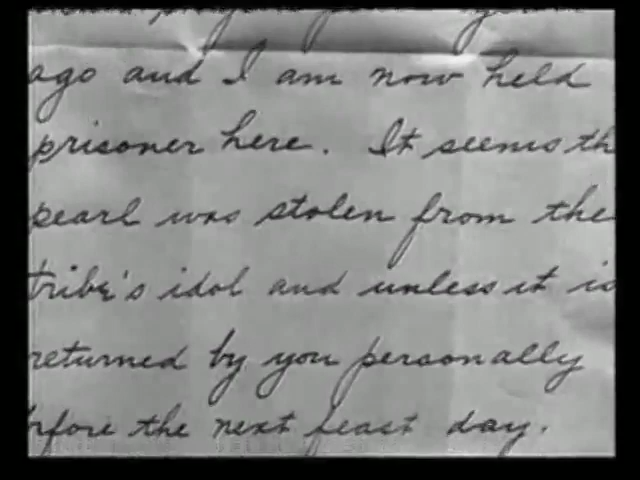 ago and I am now held
prisoner here. It seems th
pearl was stolen from the
tribe's idol and unless it is
returned by you personally
before the next feast day.